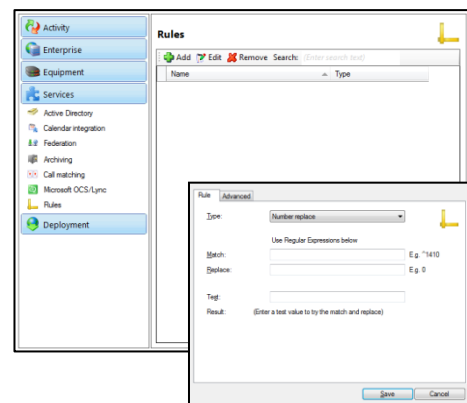 Activity
Enterprise
Equipment
Services
Active Directory
Calendar integration
Federation
Archiving
Call matching
Microsoft OCS/Lync
Rules
Deployment
Rules
Add Edit Remove Search: (Enter search text)
Name Type
Rule Advanced
Type: Number replace
Use Regular Expressions below
Match: E.g. ^1410
Replace: E.g. 0
Test:
Result: (Enter a test value to try the match and replace)
Save Cancel